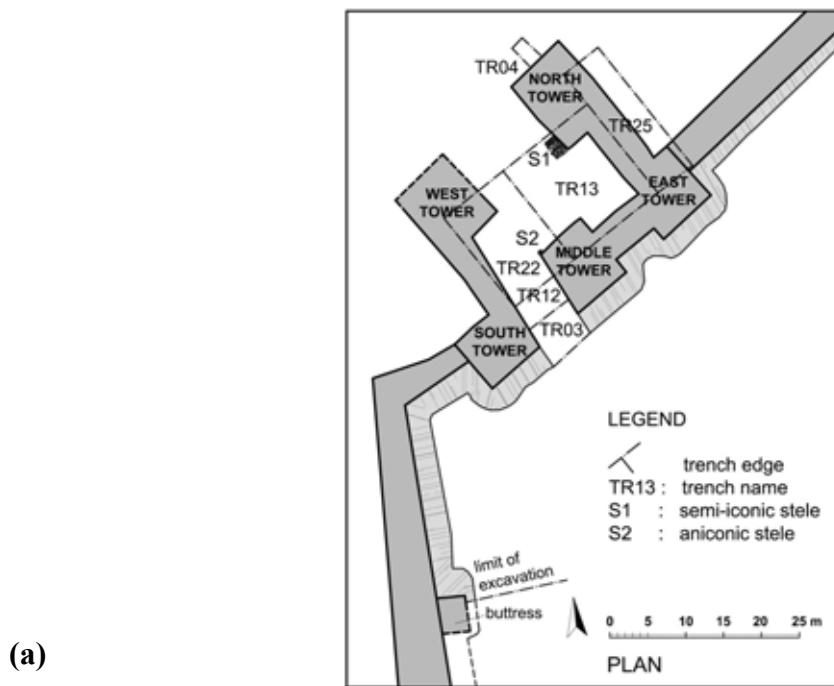 TR04
NORTH
TOWER
TR25
S1
TR13
EAST
TOWER
WEST
TOWER
S2
MIDDLE
TOWER
TR22
TR12
TR03
SOUTH
TOWER
LEGEND
trench edge
TR13 : trench name
S1 : semi-iconic stele
S2 : aniconic stele
limit of
excavation
buttress
0 5 10 15 20 25 m
PLAN
(a)